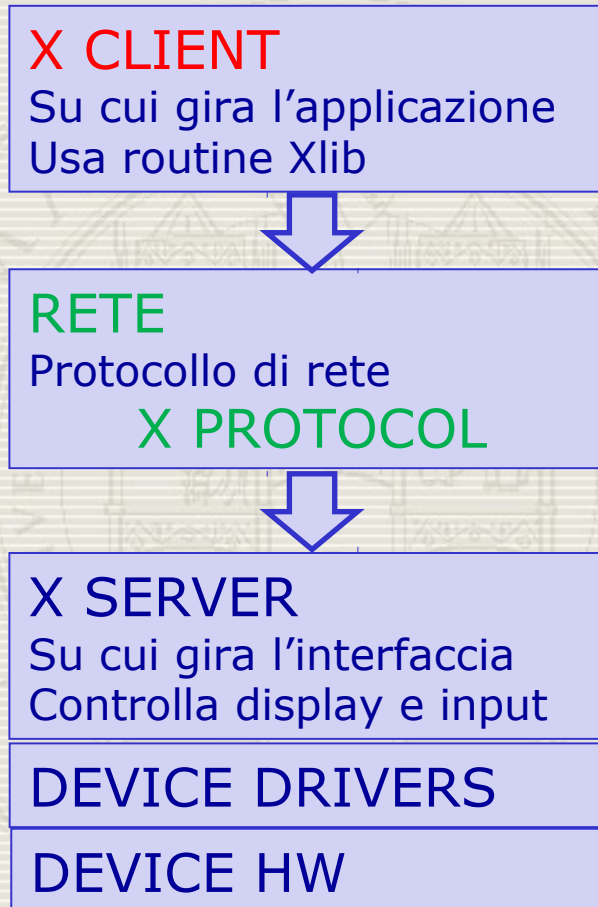 X CLIENT
Su cui gira l’applicazione
Usa routine Xlib
RETE
Protocollo di rete
X PROTOCOL
X SERVER
Su cui gira l’interfaccia
Controlla display e input
DEVICE DRIVERS
DEVICE HW